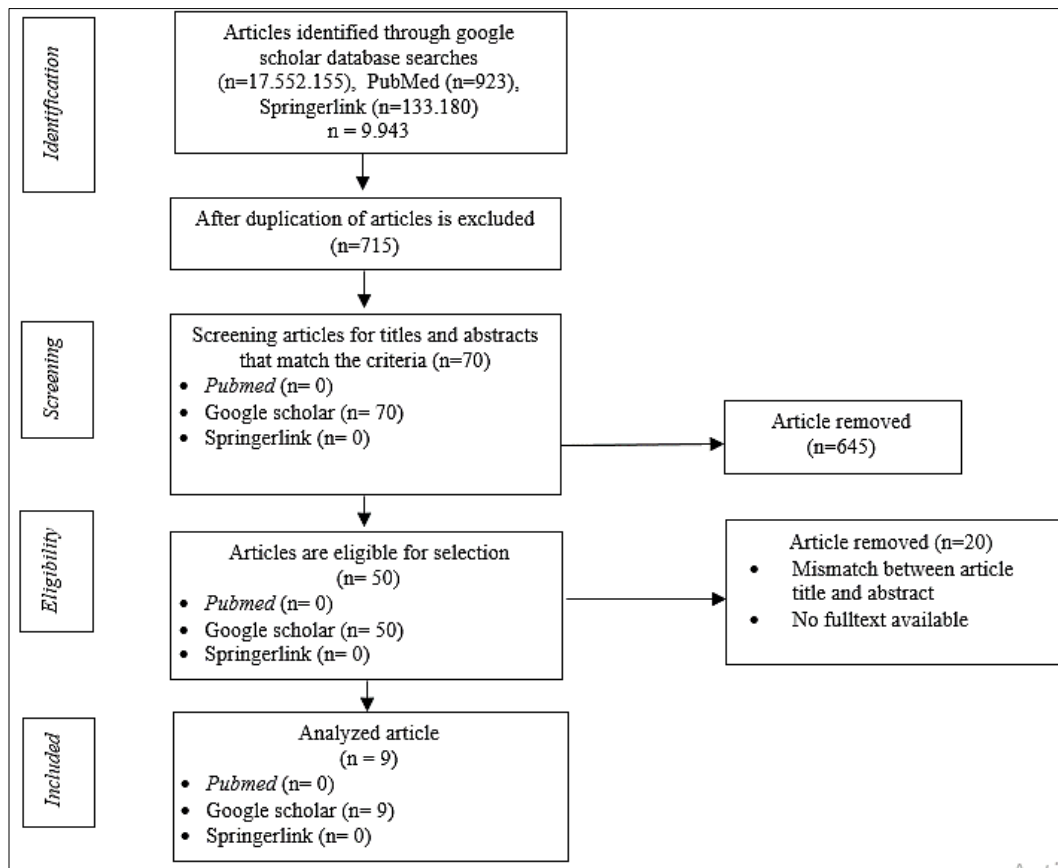 Identification
Articles identified through google
scholar database searches
(n=17.552.155), PubMed (n=923),
Springerlink (n=133.180)
n = 9.943
After duplication of articles is excluded
(n=715)
Screening
Screening articles for titles and abstracts
that match the criteria (n=70)
• Pubmed (n= 0)
• Google scholar (n= 70)
• Springerlink (n= 0)
Article removed
(n=645)
Eligibility
Articles are eligible for selection
(n= 50)
• Pubmed (n= 0)
• Google scholar (n= 50)
• Springerlink (n= 0)
Article removed (n=20)
• Mismatch between article
title and abstract
• No fulltext available
Included
Analyzed article
(n = 9)
• Pubmed (n= 0)
• Google scholar (n= 9)
• Springerlink (n= 0)